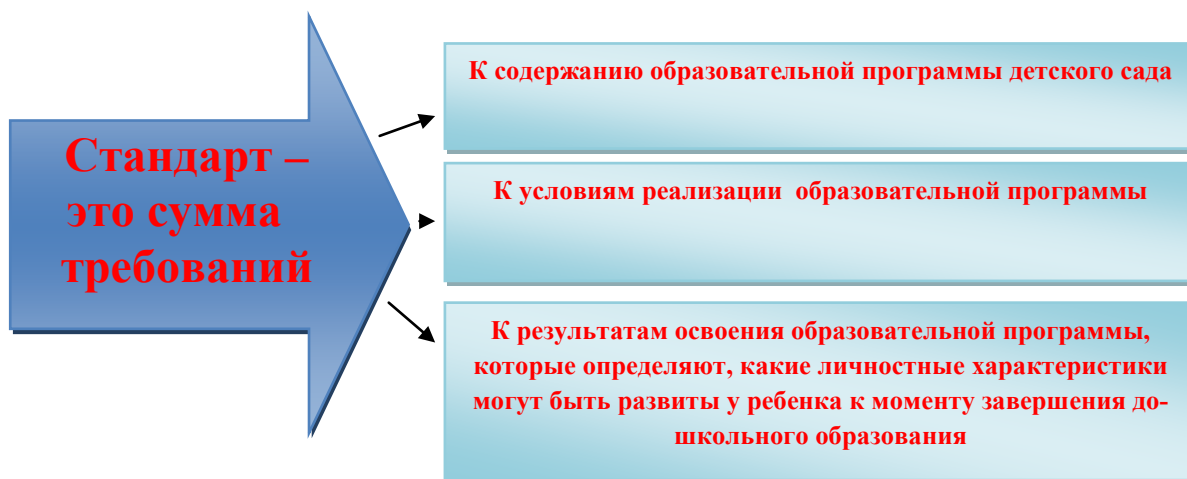 Стандарт –
это сумма
требований
К содержанию образовательной программы детского сада
К условиям реализации образовательной программы
К результатам освоения образовательной программы,
которые определяют, какие личностные характеристики
могут быть развиты у ребенка к моменту завершения до-
школьного образования